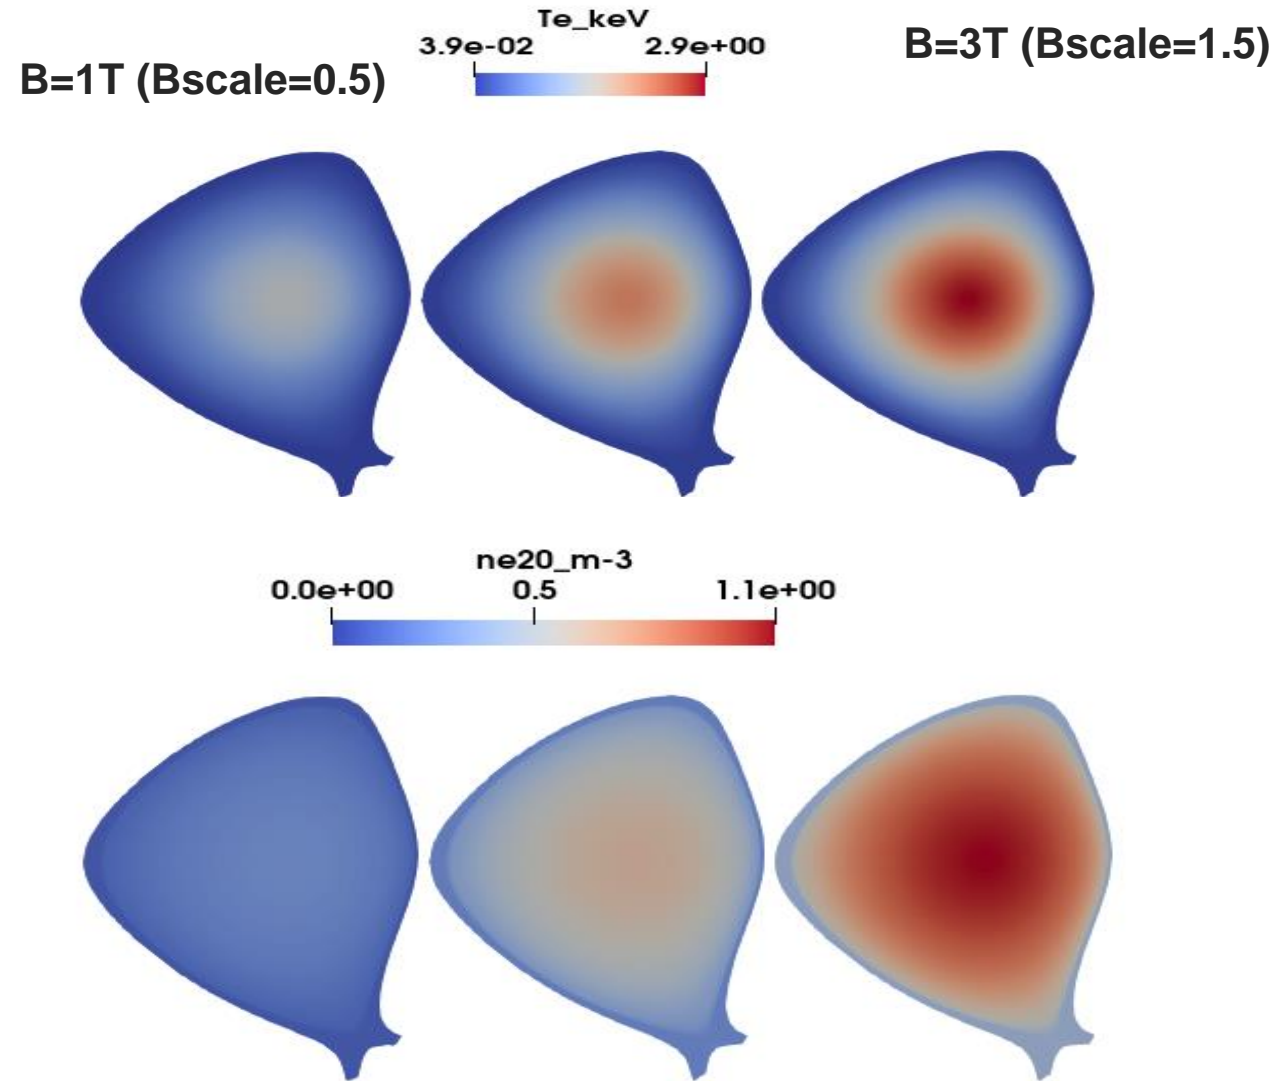 Te_keV
3.9e-02 2.9e+00
B=3T (Bscale=1.5)
B=1T (Bscale=0.5)
ne20_m-3
0.0e+00 0.5 1.1e+00